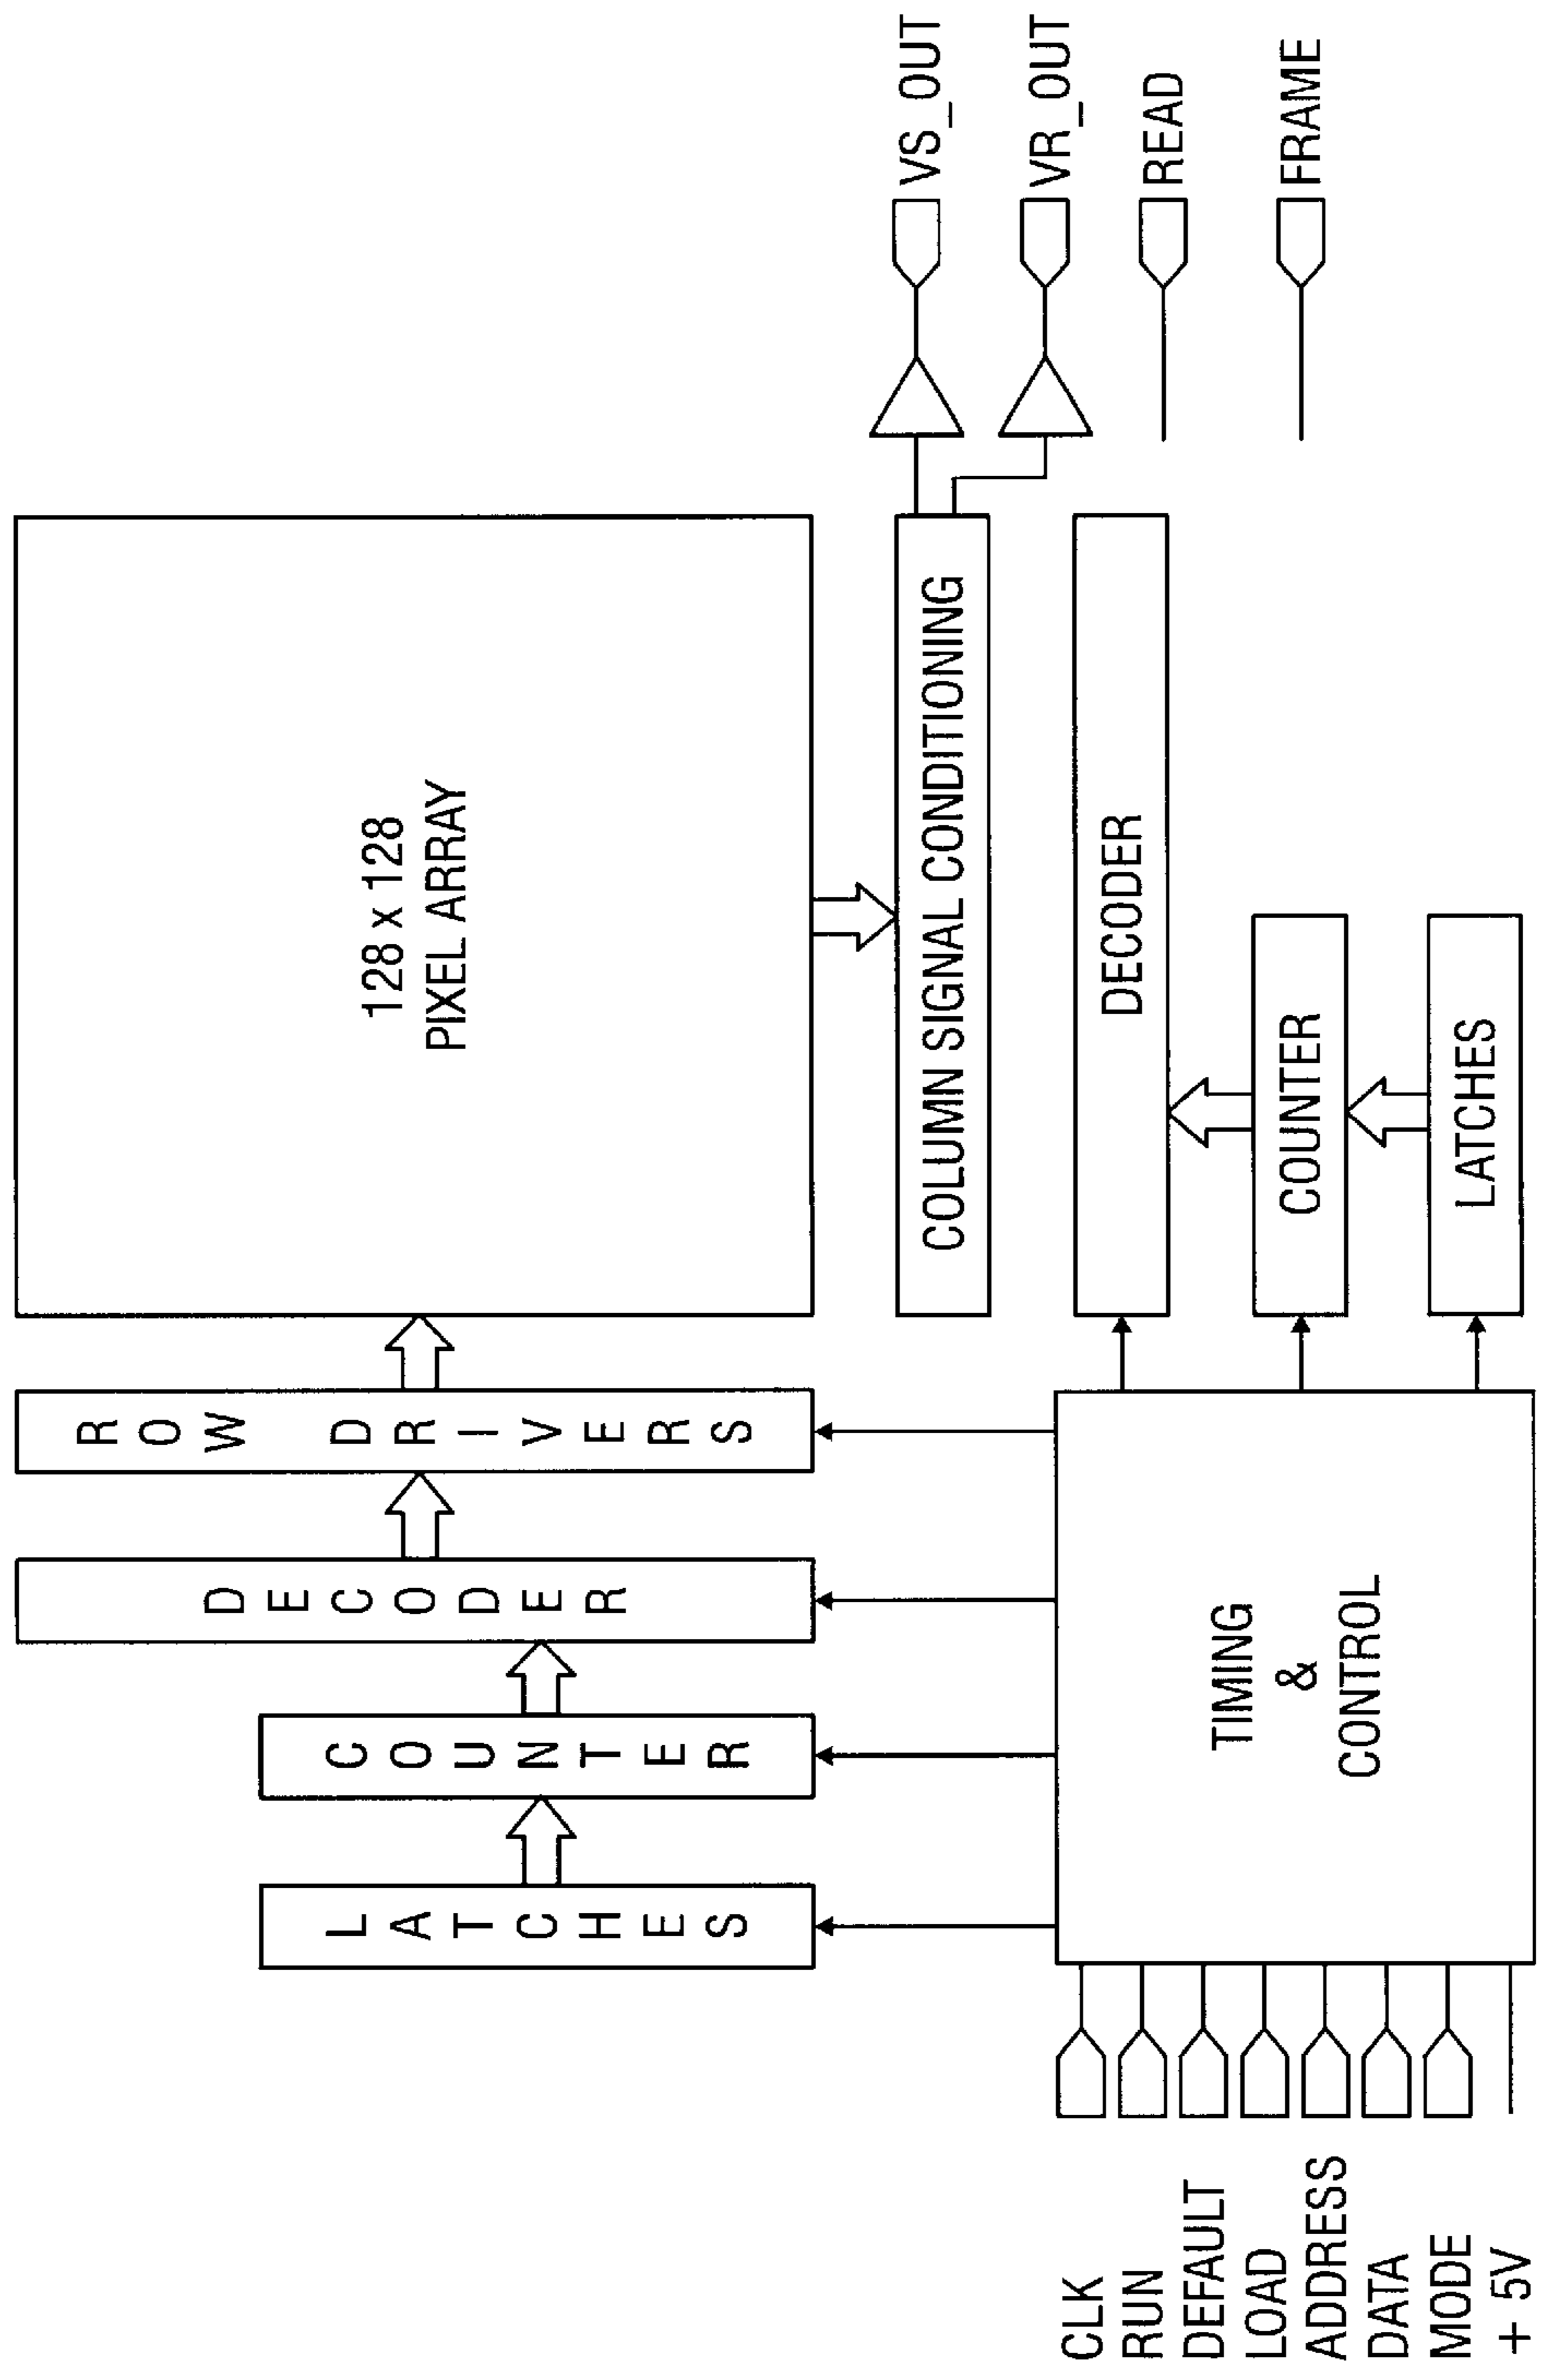 128 x 128
PIXEL ARRAY
ROW DRIVERS
DECODER
COUNTER
LATCHES
COLUMN SIGNAL CONDITIONING
DECODER
COUNTER
LATCHES
TIMING
&
CONTROL
VS_OUT
VR_OUT
READ
FRAME
CLK
RUN
DEFAULT
LOAD
ADDRESS
DATA
MODE
+ 5V